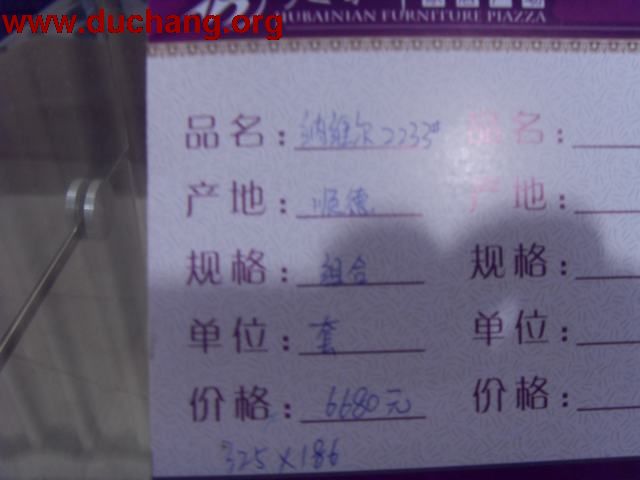 www.duchang.org
JIUBAINIAN FURNITURE PIAZZA
品名：纳维尔2233# 品名：
产地：顺德 产地：
规格：组合 规格：
单位：套 单位：
价格：6680元 价格：
325×186